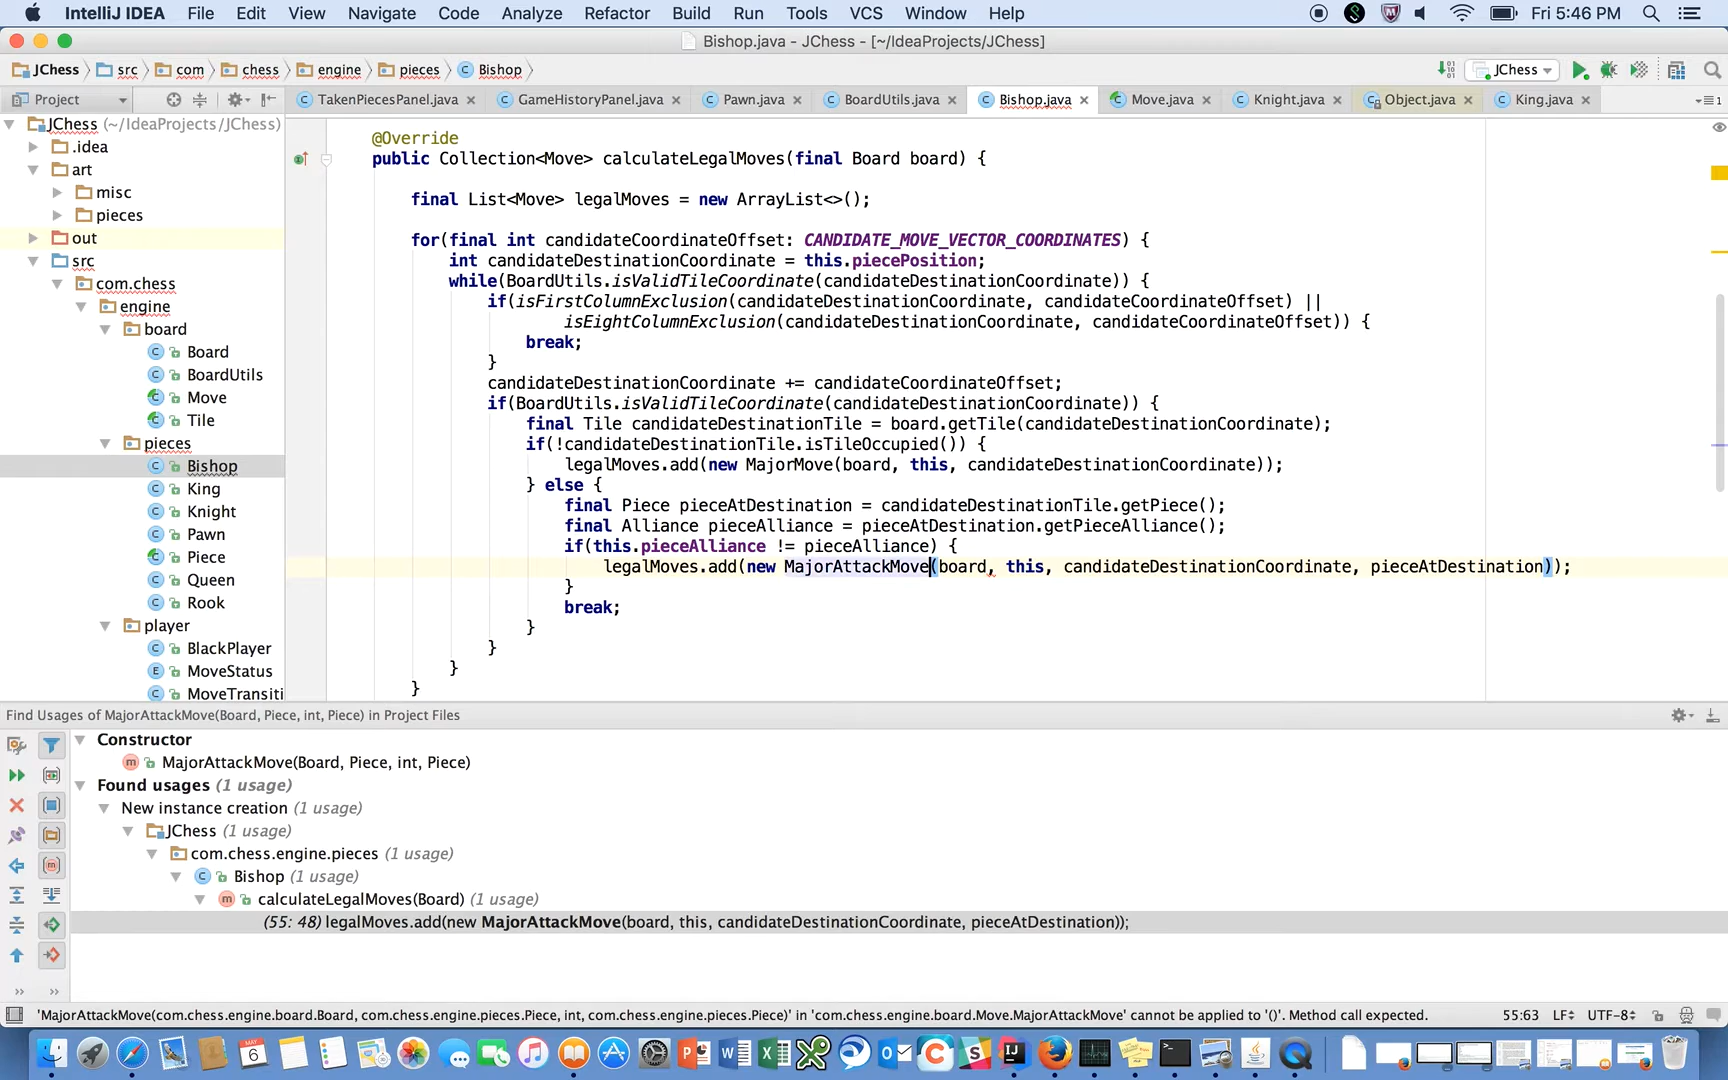 IntelliJ IDEA File Edit View Navigate Code Analyze Refactor Build Run Tools VCS Window Help Fri 5:46 PM
Bishop.java - JChess - [~/IdeaProjects/JChess]
JChess src com chess engine pieces Bishop JChess
Project TakenPiecesPanel.java GameHistoryPanel.java Pawn.java BoardUtils.java Bishop.java Move.java Knight.java Object.java King.java
JChess (~/IdeaProjects/JChess)
.idea
art
misc
pieces
out
src
com.chess
engine
board
Board
BoardUtils
Move
Tile
pieces
Bishop
King
Knight
Pawn
Piece
Queen
Rook
player
BlackPlayer
MoveStatus
MoveTransiti
@Override
public Collection<Move> calculateLegalMoves(final Board board) {
final List<Move> legalMoves = new ArrayList<>();
for(final int candidateCoordinateOffset: CANDIDATE_MOVE_VECTOR_COORDINATES) {
int candidateDestinationCoordinate = this.piecePosition;
while(BoardUtils.isValidTileCoordinate(candidateDestinationCoordinate)) {
if(isFirstColumnExclusion(candidateDestinationCoordinate, candidateCoordinateOffset) ||
isEightColumnExclusion(candidateDestinationCoordinate, candidateCoordinateOffset)) {
break;
}
candidateDestinationCoordinate += candidateCoordinateOffset;
if(BoardUtils.isValidTileCoordinate(candidateDestinationCoordinate)) {
final Tile candidateDestinationTile = board.getTile(candidateDestinationCoordinate);
if(!candidateDestinationTile.isTileOccupied()) {
legalMoves.add(new MajorMove(board, this, candidateDestinationCoordinate));
} else {
final Piece pieceAtDestination = candidateDestinationTile.getPiece();
final Alliance pieceAlliance = pieceAtDestination.getPieceAlliance();
if(this.pieceAlliance != pieceAlliance) {
legalMoves.add(new MajorAttackMove(board, this, candidateDestinationCoordinate, pieceAtDestination));
}
break;
}
}
}
}
Find Usages of MajorAttackMove(Board, Piece, int, Piece) in Project Files
Constructor
MajorAttackMove(Board, Piece, int, Piece)
Found usages (1 usage)
New instance creation (1 usage)
JChess (1 usage)
com.chess.engine.pieces (1 usage)
Bishop (1 usage)
calculateLegalMoves(Board) (1 usage)
(55: 48) legalMoves.add(new MajorAttackMove(board, this, candidateDestinationCoordinate, pieceAtDestination));
'MajorAttackMove(com.chess.engine.board.Board, com.chess.engine.pieces.Piece, int, com.chess.engine.pieces.Piece)' in 'com.chess.engine.board.Move.MajorAttackMove' cannot be applied to '()'. Method call expected. 55:63 LF UTF-8